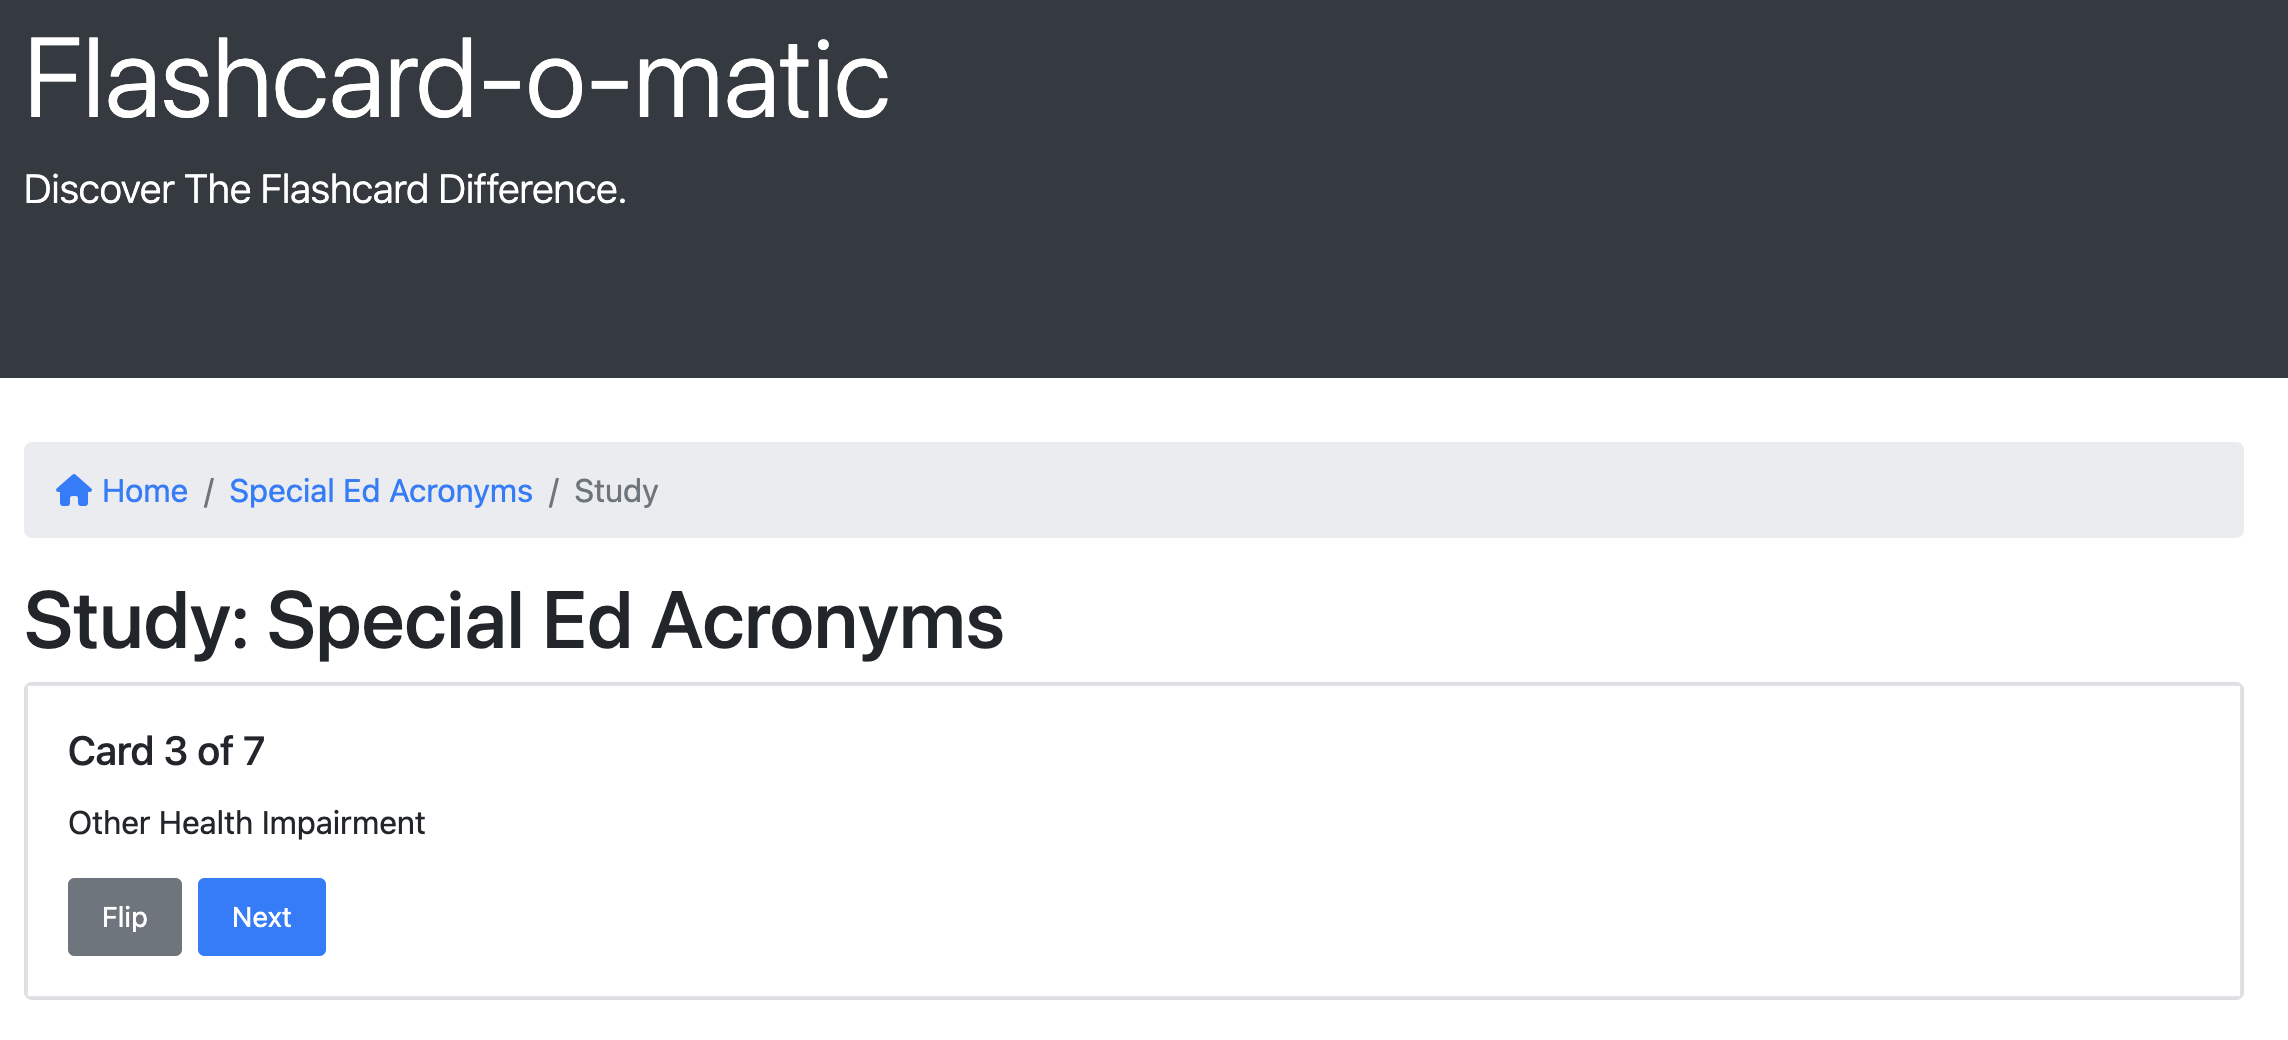 Flashcard-o-matic
Discover The Flashcard Difference.
Home / Special Ed Acronyms / Study
Study: Special Ed Acronyms
Card 3 of 7
Other Health Impairment
Flip Next